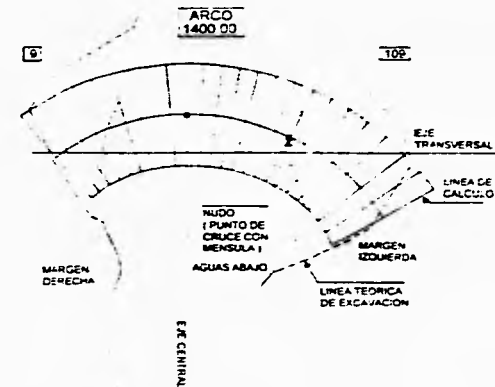 ARCO
1400.00
9
109
EJE
TRANSVERSAL
LINEA DE
CALCULO
NUDO
(PUNTO DE
CRUCE CON
MENSULA)
AGUAS ABAJO
MARGEN
IZQUIERDA
MARGEN
DERECHA
LINEA TEORICA
DE EXCAVACION
EJE CENTRAL